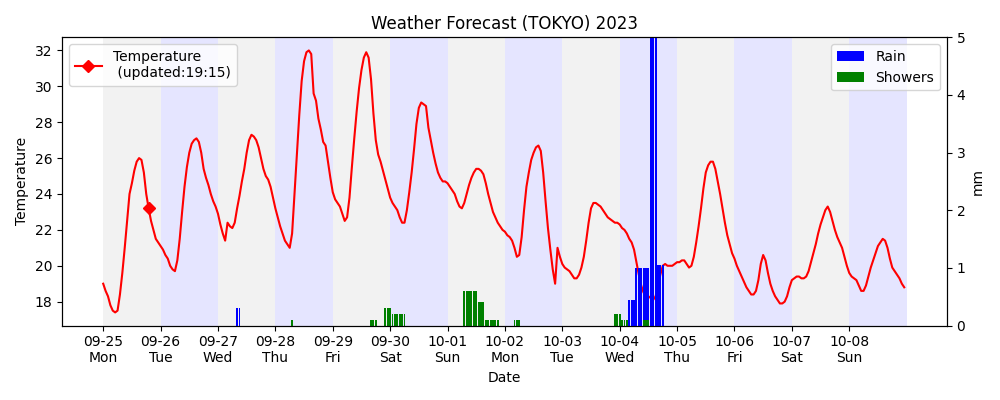 Weather Forecast (TOKYO) 2023
Temperature
(updated:19:15)
Rain
Showers
32
30
28
26
24
22
20
18
Temperature
5
4
3
2
1
0
mm
09-25 09-26 09-27 09-28 09-29 09-30 10-01 10-02 10-03 10-04 10-05 10-06 10-07 10-08
Mon Tue Wed Thu Fri Sat Sun Mon Tue Wed Thu Fri Sat Sun
Date